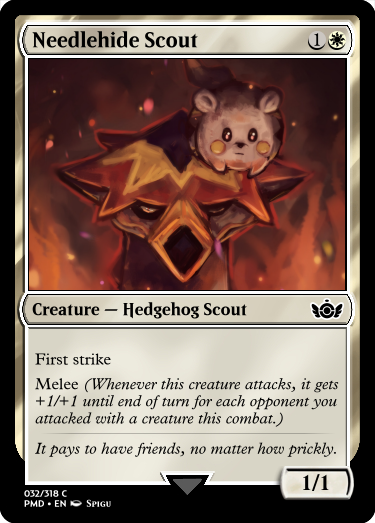 Needlehide Scout 1
Creature — Hedgehog Scout
First strike
Melee (Whenever this creature attacks, it gets
+1/+1 until end of turn for each opponent you
attacked with a creature this combat.)
It pays to have friends, no matter how prickly.
1/1
032/318 C
PMD • EN SPIGU